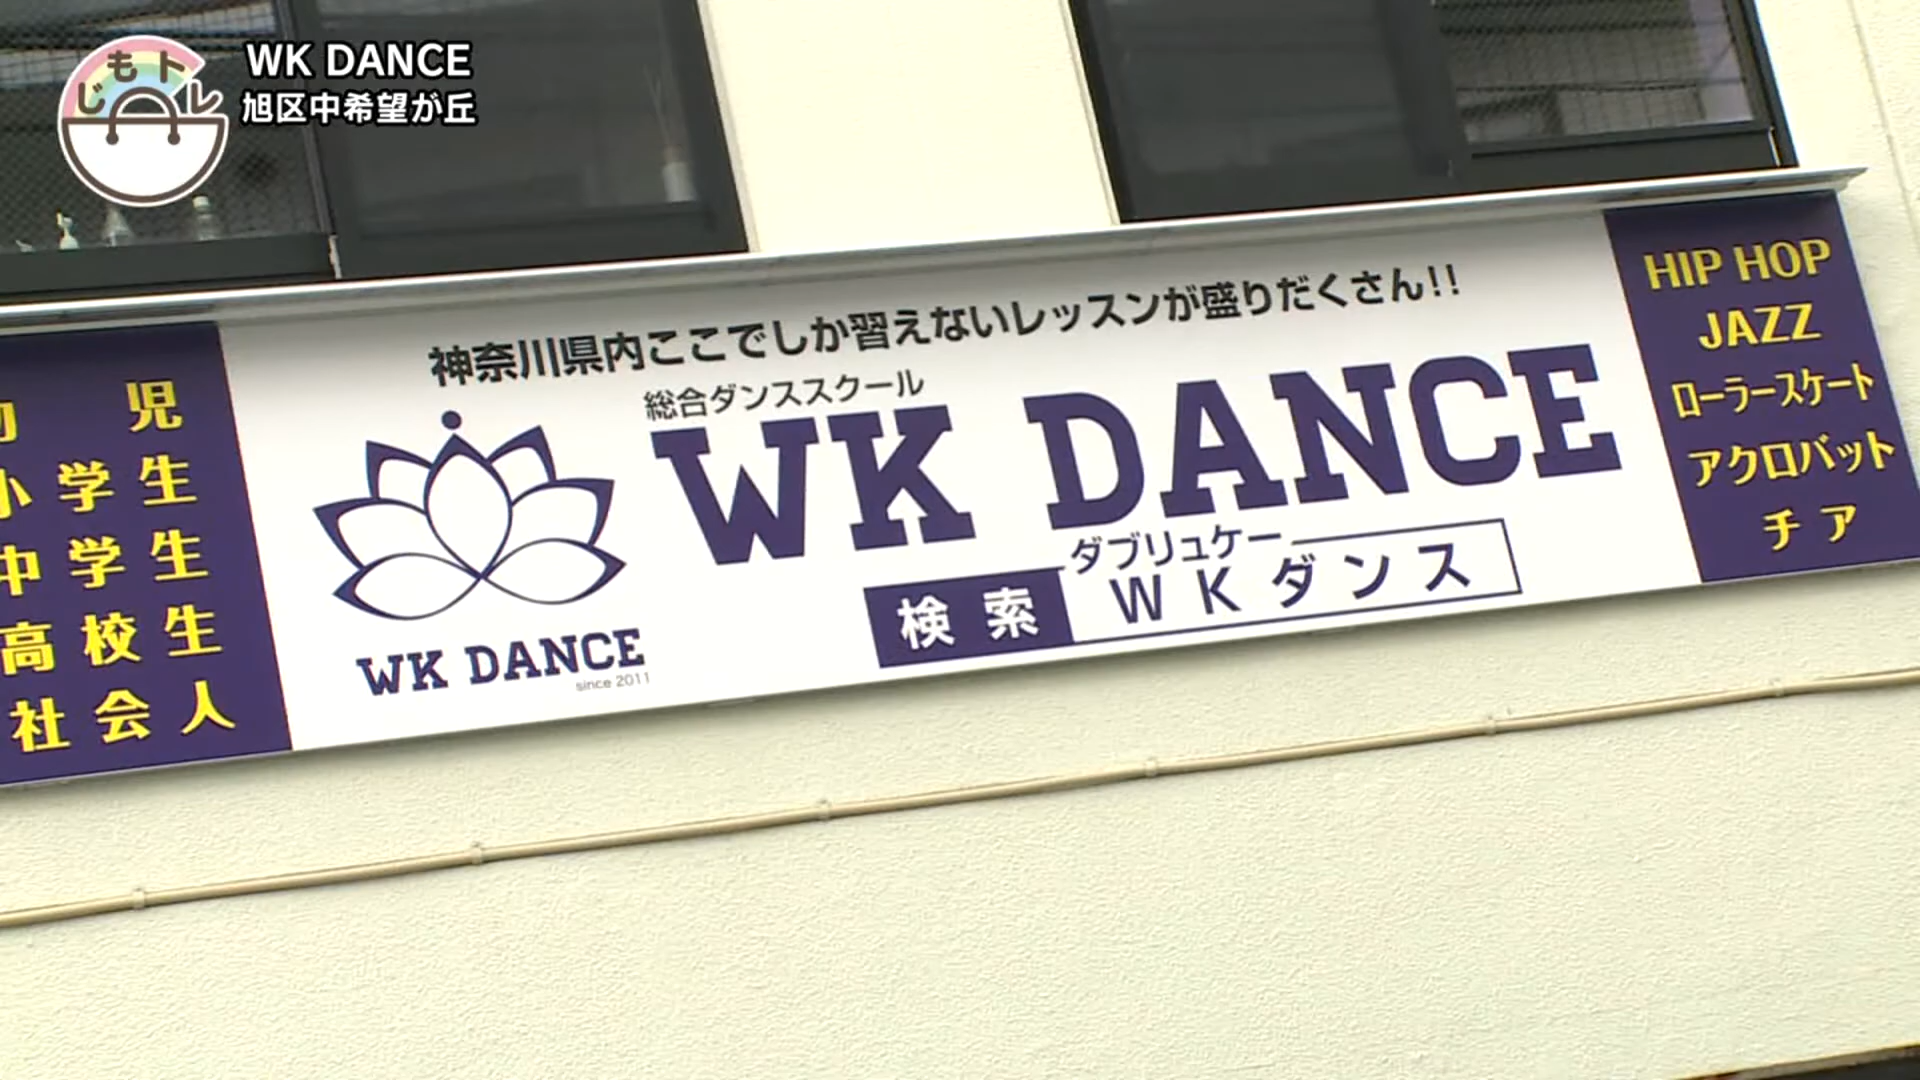 じもトレ
WK DANCE
旭区中希望が丘
児
小学生
中学生
高校生
社会人
神奈川県内ここでしか習えないレッスンが盛りだくさん!!
総合ダンススクール
WK DANCE
ダブリュケー
検索 WKダンス
WK DANCE
since 2011
HIP HOP
JAZZ
ローラースケート
アクロバット
チア